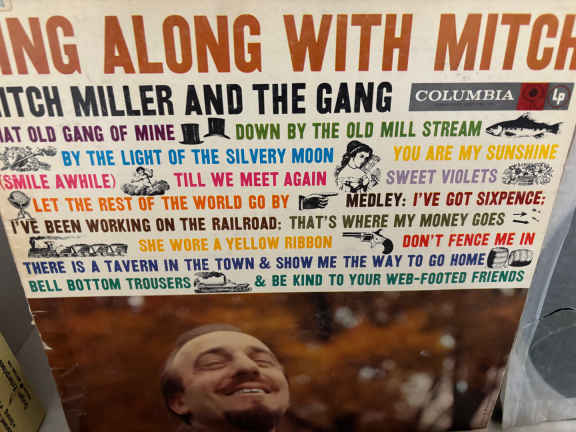 ING ALONG WITH MITCH
ITCH MILLER AND THE GANG COLUMBIA LP
HAT OLD GANG OF MINE DOWN BY THE OLD MILL STREAM
BY THE LIGHT OF THE SILVERY MOON YOU ARE MY SUNSHINE
(SMILE AWHILE) TILL WE MEET AGAIN SWEET VIOLETS
LET THE REST OF THE WORLD GO BY MEDLEY: I'VE GOT SIXPENCE;
I'VE BEEN WORKING ON THE RAILROAD; THAT'S WHERE MY MONEY GOES
SHE WORE A YELLOW RIBBON DON'T FENCE ME IN
THERE IS A TAVERN IN THE TOWN & SHOW ME THE WAY TO GO HOME
BELL BOTTOM TROUSERS & BE KIND TO YOUR WEB-FOOTED FRIENDS